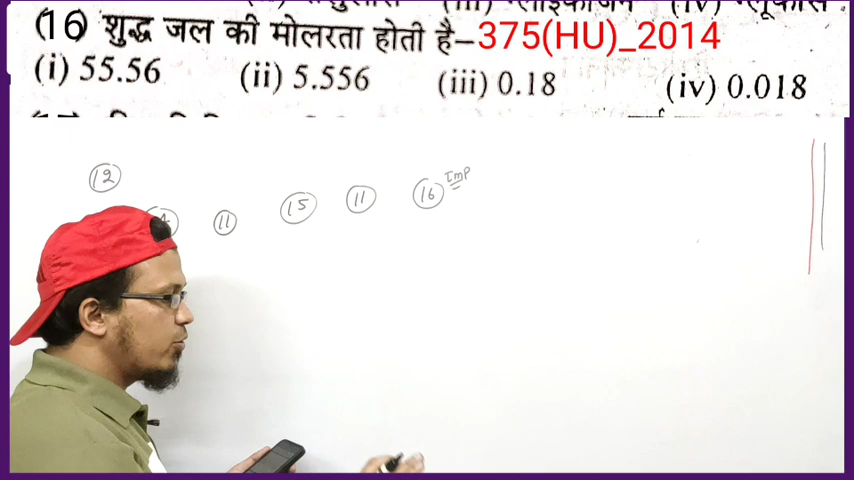 (16) शुद्ध जल की मोलरता होती है–375(HU)_2014
(i) 55.56 (ii) 5.556 (iii) 0.18 (iv) 0.018
12 11 15 11 16 Imp